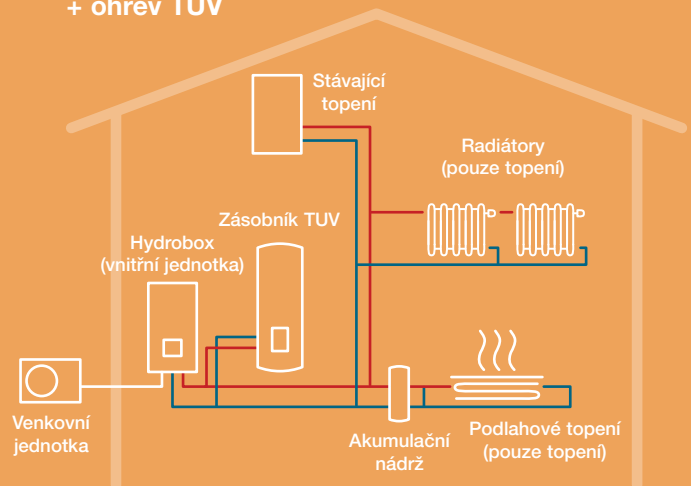 + ohřev TUV
Stávající
topení
Radiátory
(pouze topení)
Zásobník TUV
Hydrobox
(vnitřní jednotka)
Venkovní
jednotka
Akumulační
nádrž
Podlahové topení
(pouze topení)